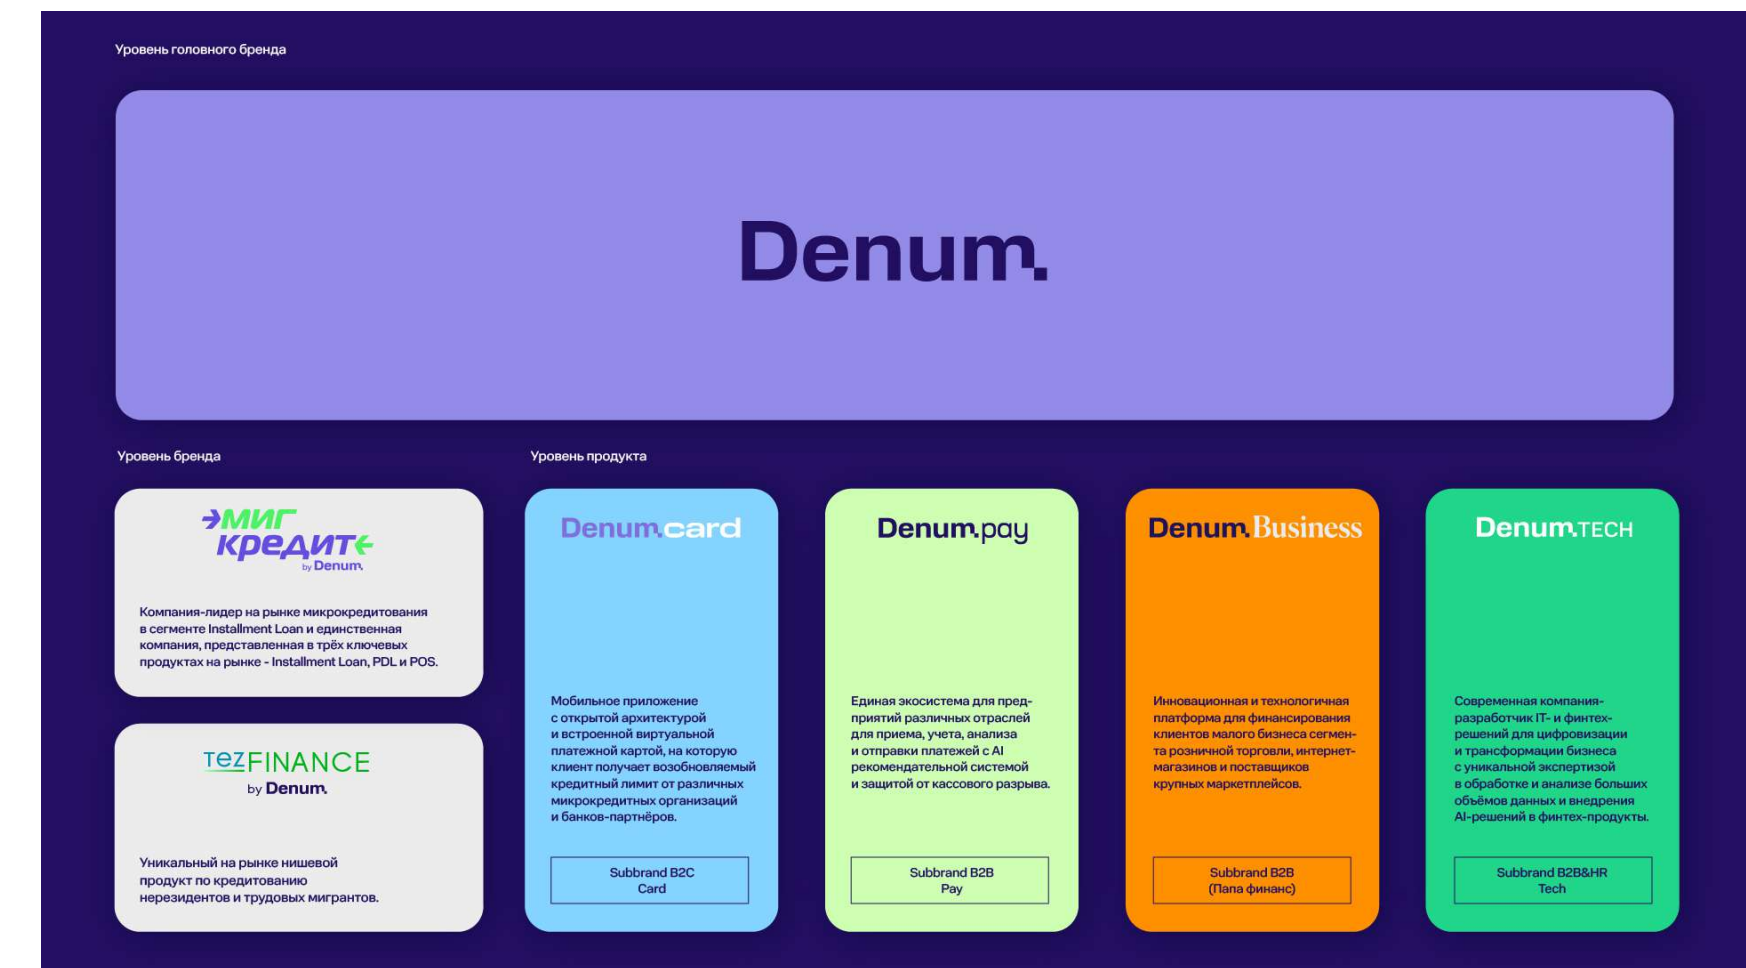 Уровень головного бренда
Denum.
Уровень бренда
миг
кредит
by Denum.
Компания-лидер на рынке микрокредитования
в сегменте Installment Loan и единственная
компания, представленная в трёх ключевых
продуктах на рынке - Installment Loan, PDL и POS.
TezFINANCE
by Denum.
Уникальный на рынке нишевой
продукт по кредитованию
нерезидентов и трудовых мигрантов.
Уровень продукта
Denum.card
Мобильное приложение
с открытой архитектурой
и встроенной виртуальной
платежной картой, на которую
клиент получает возобновляемый
кредитный лимит от различных
микрокредитных организаций
и банков-партнёров.
Subbrand B2C
Card
Denum.pay
Единая экосистема для пред-
приятий различных отраслей
для приема, учета, анализа
и отправки платежей с AI
рекомендательной системой
и защитой от кассового разрыва.
Subbrand B2B
Pay
Denum.Business
Инновационная и технологичная
платформа для финансирования
клиентов малого бизнеса сегмен-
та розничной торговли, интернет-
магазинов и поставщиков
крупных маркетплейсов.
Subbrand B2B
(Папа финанс)
Denum.TECH
Современная компания-
разработчик IT- и финтех-
решений для цифровизации
и трансформации бизнеса
с уникальной экспертизой
в обработке и анализе больших
объёмов данных и внедрения
AI-решений в финтех-продукты.
Subbrand B2B&HR
Tech